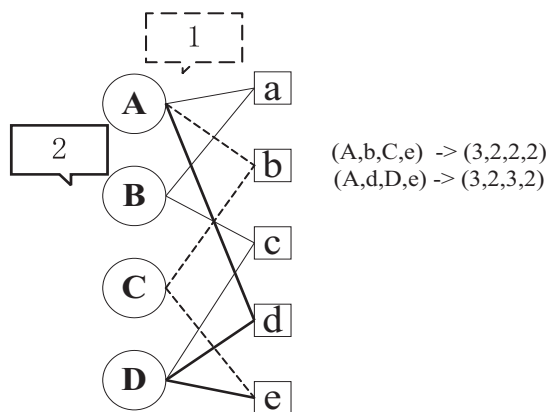 1
A
a
2
b
(A,b,C,e) -> (3,2,2,2)
(A,d,D,e) -> (3,2,3,2)
B
c
C
d
D
e